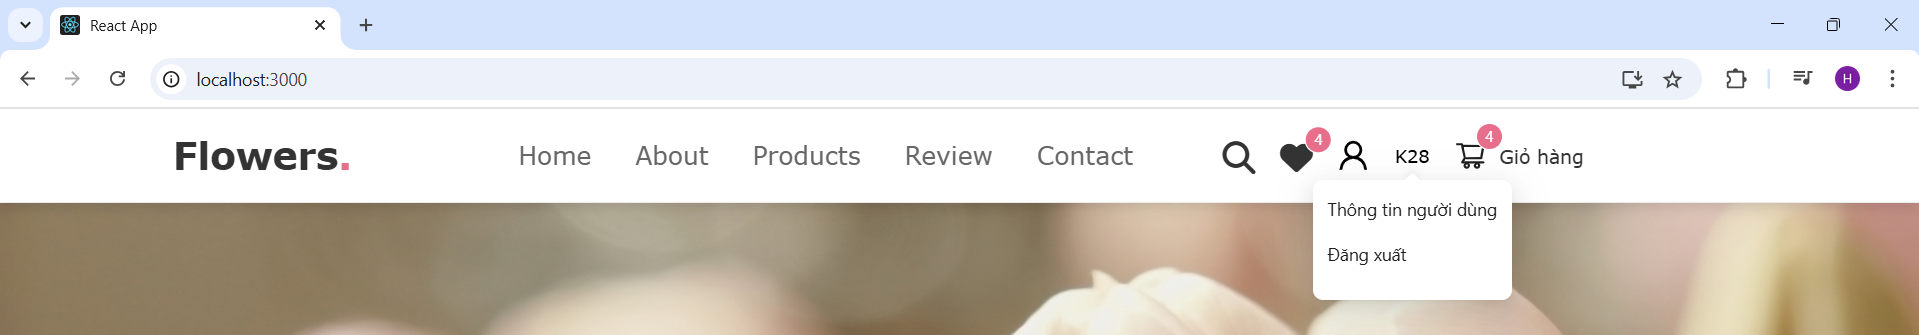 React App
localhost:3000
H
Flowers.
Home About Products Review Contact
4
K28
4
Giỏ hàng
Thông tin người dùng
Đăng xuất